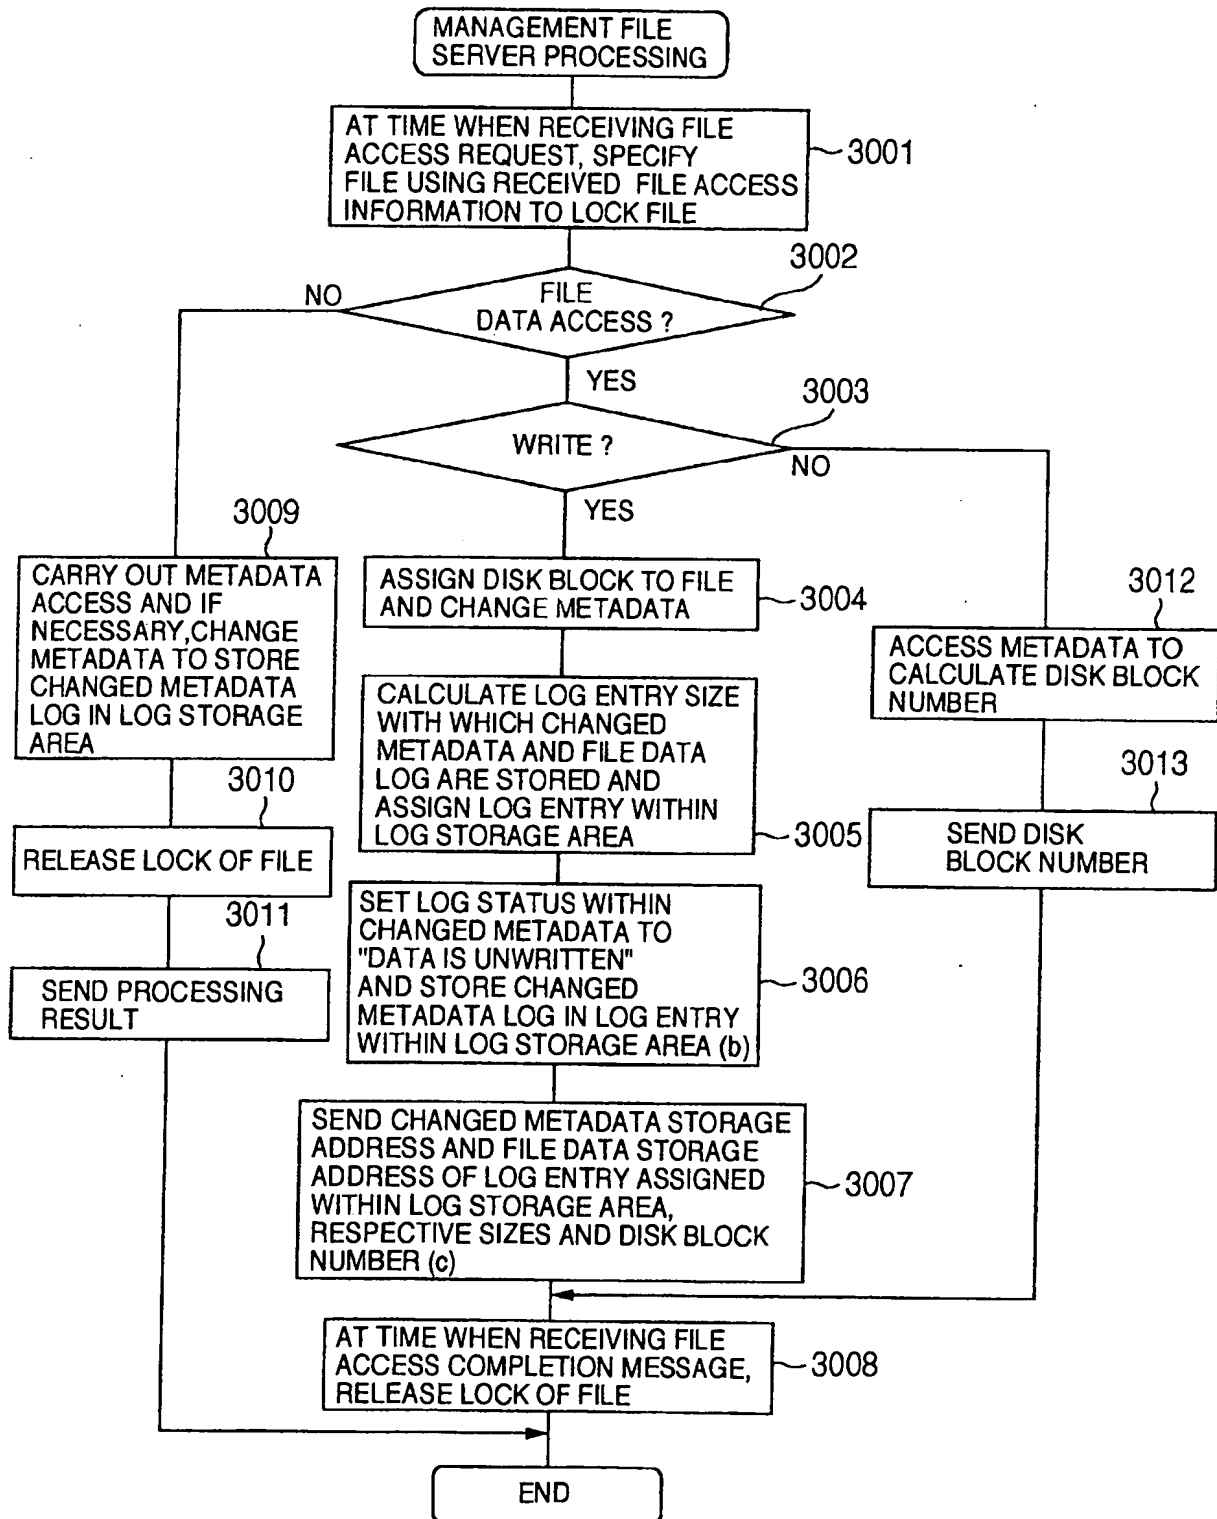 MANAGEMENT FILE
SERVER PROCESSING
AT TIME WHEN RECEIVING FILE
ACCESS REQUEST, SPECIFY
FILE USING RECEIVED FILE ACCESS
INFORMATION TO LOCK FILE
3001
3002
NO
FILE
DATA ACCESS ?
YES
3003
WRITE ?
NO
YES
3009
CARRY OUT METADATA
ACCESS AND IF
NECESSARY,CHANGE
METADATA TO STORE
CHANGED METADATA
LOG IN LOG STORAGE
AREA
3010
RELEASE LOCK OF FILE
3011
SEND PROCESSING
RESULT
ASSIGN DISK BLOCK TO FILE
AND CHANGE METADATA
3004
CALCULATE LOG ENTRY SIZE
WITH WHICH CHANGED
METADATA AND FILE DATA
LOG ARE STORED AND
ASSIGN LOG ENTRY WITHIN
LOG STORAGE AREA
3005
SET LOG STATUS WITHIN
CHANGED METADATA TO
"DATA IS UNWRITTEN"
AND STORE CHANGED
METADATA LOG IN LOG ENTRY
WITHIN LOG STORAGE AREA (b)
3006
SEND CHANGED METADATA STORAGE
ADDRESS AND FILE DATA STORAGE
ADDRESS OF LOG ENTRY ASSIGNED
WITHIN LOG STORAGE AREA,
RESPECTIVE SIZES AND DISK BLOCK
NUMBER (c)
3007
3012
ACCESS METADATA TO
CALCULATE DISK BLOCK
NUMBER
3013
SEND DISK
BLOCK NUMBER
AT TIME WHEN RECEIVING FILE
ACCESS COMPLETION MESSAGE,
RELEASE LOCK OF FILE
3008
END